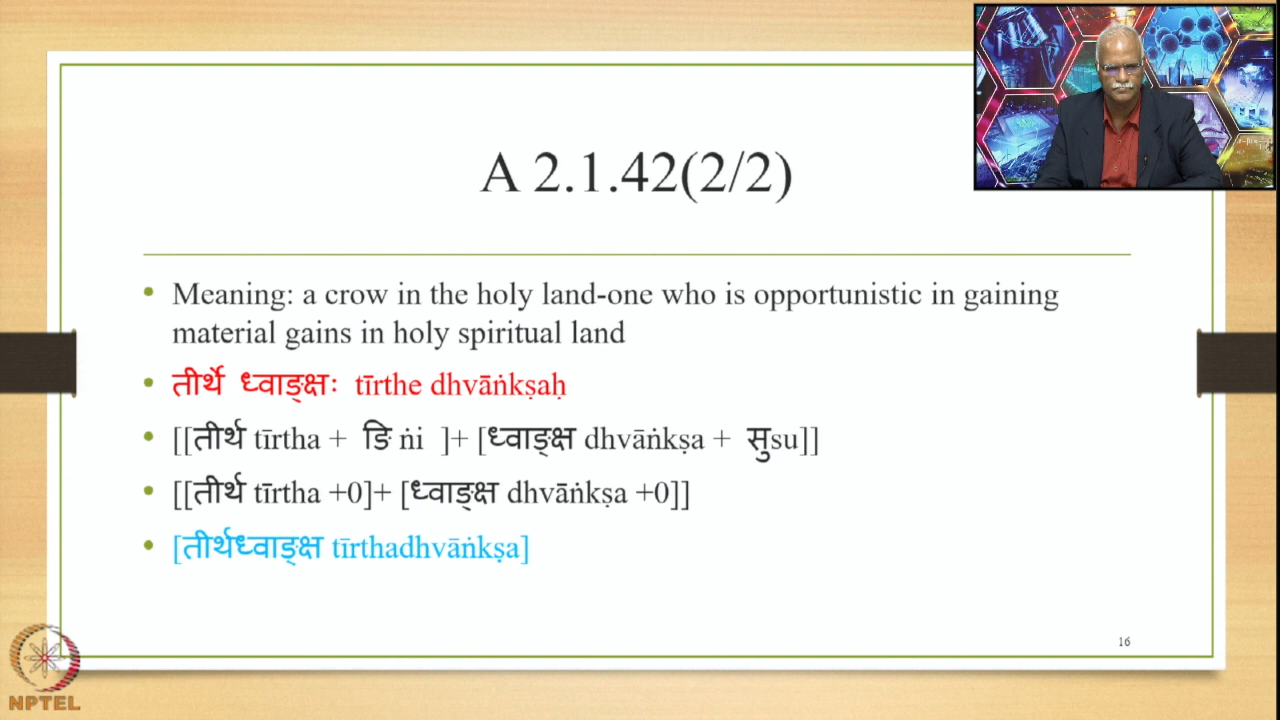 A 2.1.42(2/2)
• Meaning: a crow in the holy land-one who is opportunistic in gaining
material gains in holy spiritual land
• तीर्थे ध्वाङ्क्षः tīrthe dhvāṅkṣaḥ
• [[तीर्थ tīrtha + ङि ṅi ]+ [ध्वाङ्क्ष dhvāṅkṣa + सुsu]]
• [[तीर्थ tīrtha +0]+ [ध्वाङ्क्ष dhvāṅkṣa +0]]
• [तीर्थध्वाङ्क्ष tīrthadhvāṅkṣa]
16
NPTEL